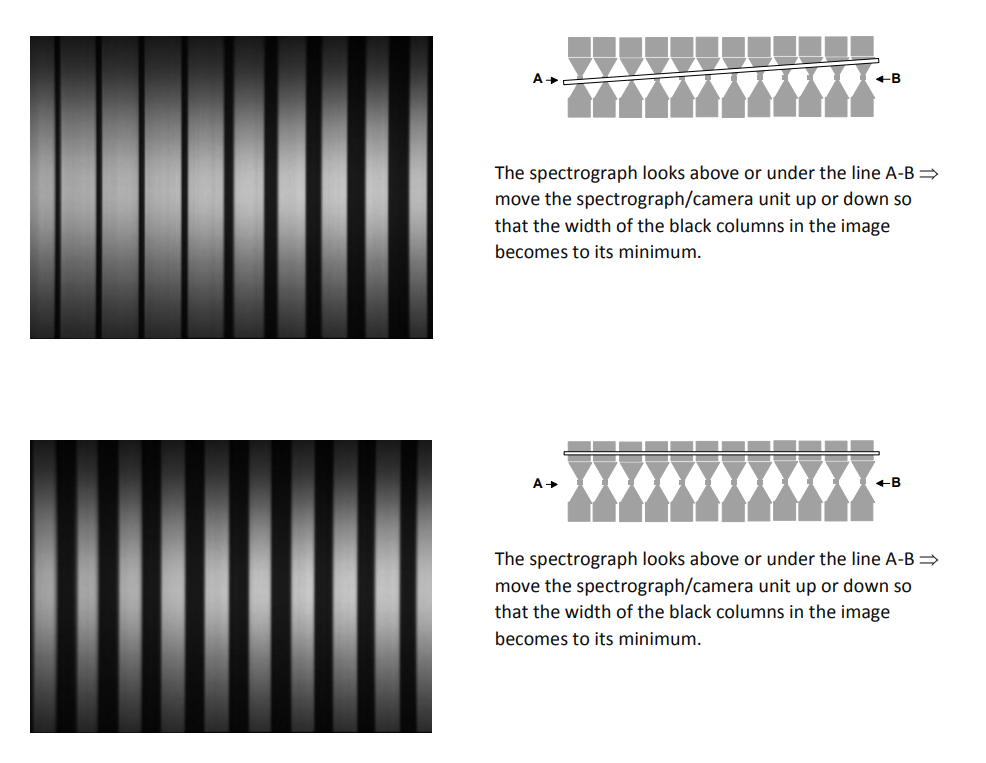 A
B
The spectrograph looks above or under the line A-B ⇒
move the spectrograph/camera unit up or down so
that the width of the black columns in the image
becomes to its minimum.
A
B
The spectrograph looks above or under the line A-B ⇒
move the spectrograph/camera unit up or down so
that the width of the black columns in the image
becomes to its minimum.